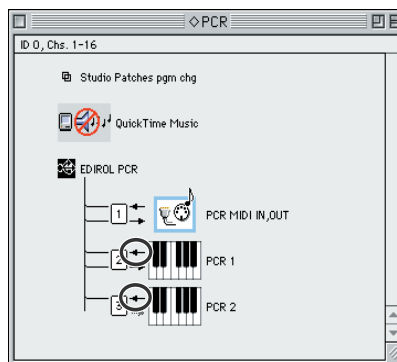 ◇PCR
ID 0, Chs. 1-16
Studio Patches pgm chg
QuickTime Music
EDIROL PCR
1
PCR MIDI IN,OUT
2
PCR 1
3
PCR 2